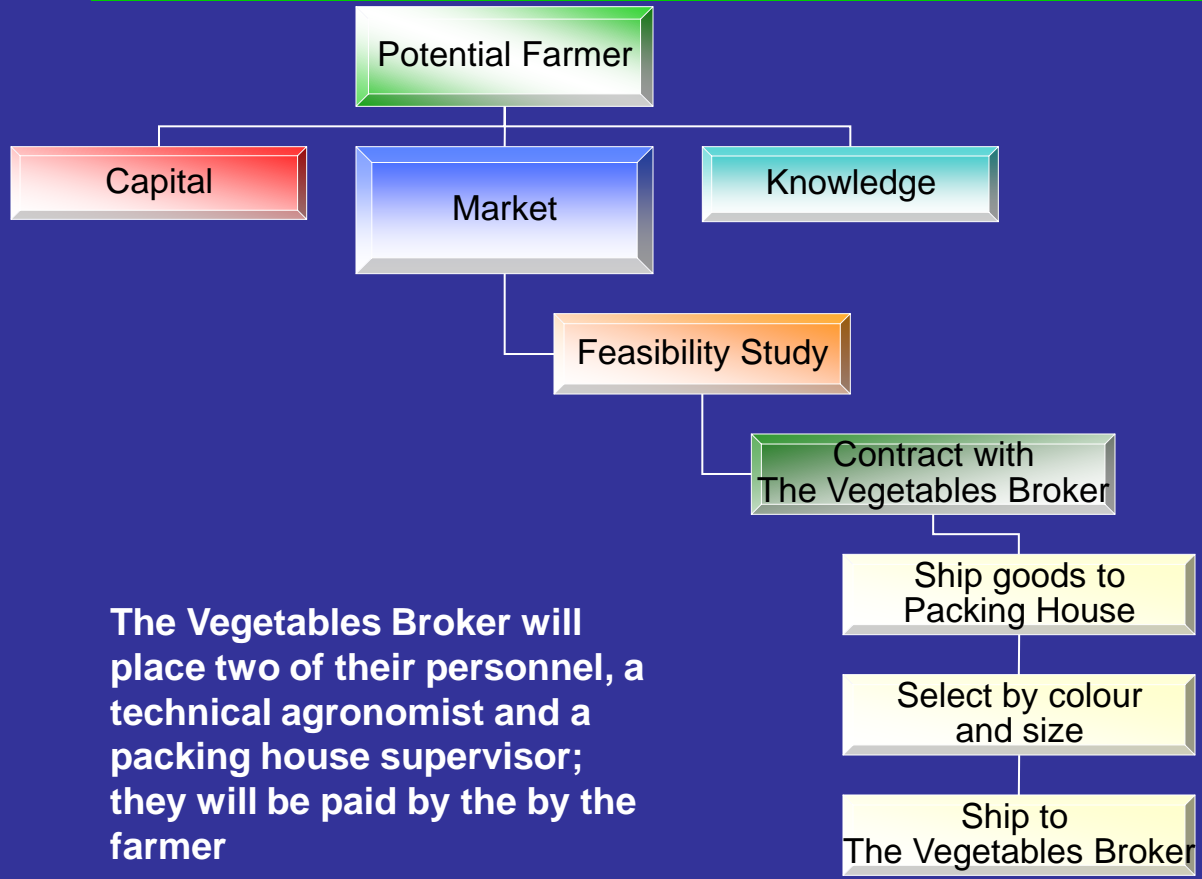 Potential Farmer
Capital
Market
Knowledge
Feasibility Study
Contract with
The Vegetables Broker
Ship goods to
Packing House
Select by colour
and size
Ship to
The Vegetables Broker
The Vegetables Broker will
place two of their personnel, a
technical agronomist and a
packing house supervisor;
they will be paid by the by the
farmer